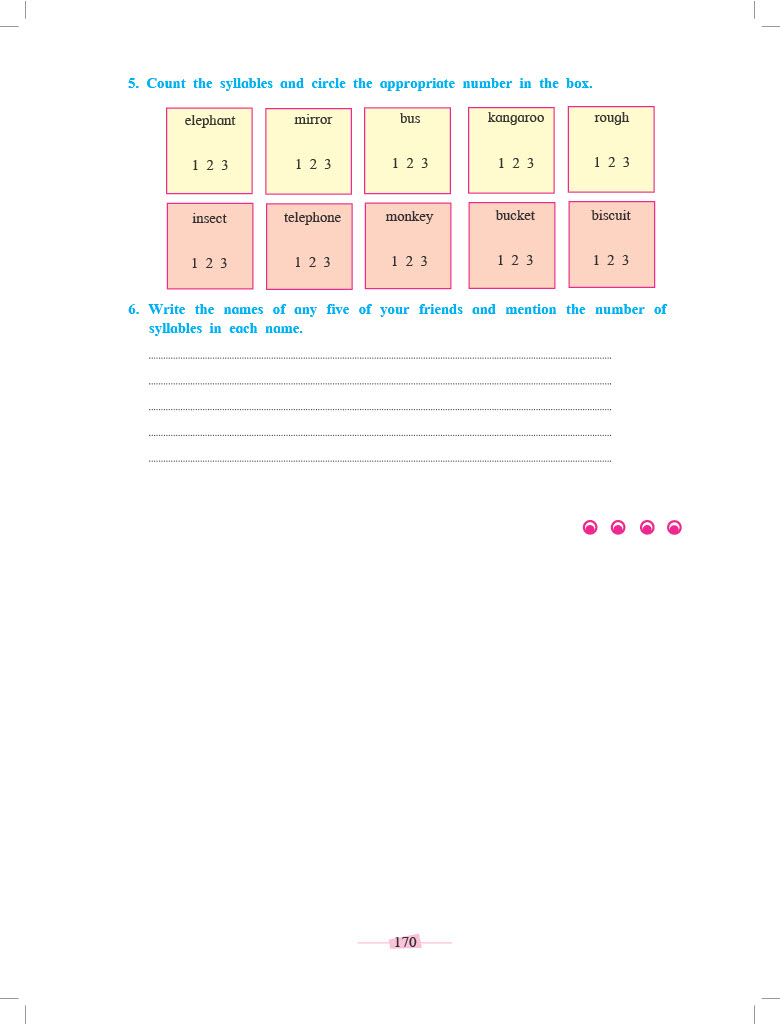 5. Count the syllables and circle the appropriate number in the box.
elephant mirror bus kangaroo rough
1 2 3 1 2 3 1 2 3 1 2 3 1 2 3
insect telephone monkey bucket biscuit
1 2 3 1 2 3 1 2 3 1 2 3 1 2 3
6. Write the names of any five of your friends and mention the number of
syllables in each name.
170